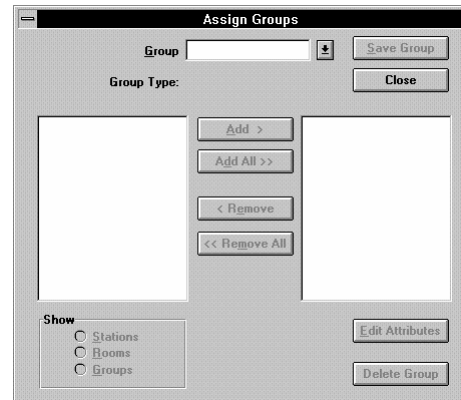 Assign Groups
Group
Save Group
Group Type:
Close
Add >
Add All >>
< Remove
<< Remove All
Show
Stations
Rooms
Groups
Edit Attributes
Delete Group